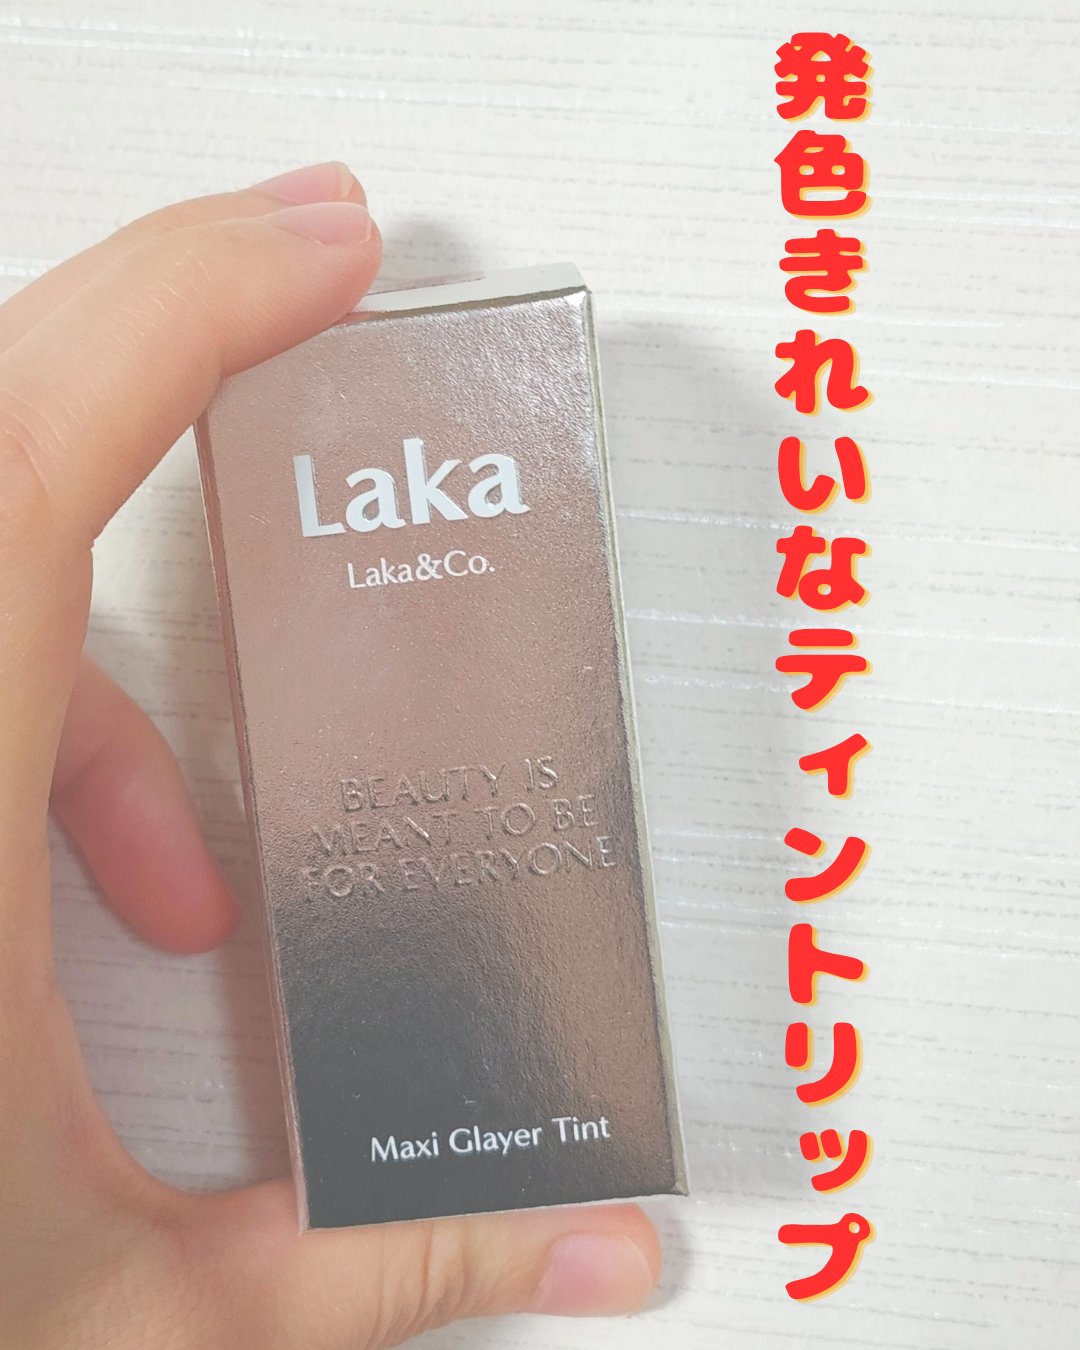 発色きれいなティントリップ
Laka
Laka&Co.
BEAUTY IS
MEANT TO BE
FOR EVERYONE
Maxi Glayer Tint